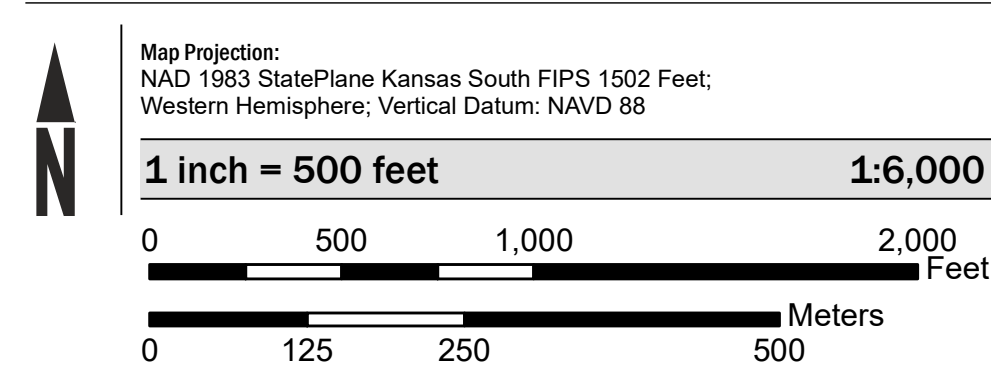 Map Projection:
NAD 1983 StatePlane Kansas South FIPS 1502 Feet;
Western Hemisphere; Vertical Datum: NAVD 88
N
1 inch = 500 feet 1:6,000
0 500 1,000 2,000
Feet
Meters
0 125 250 500